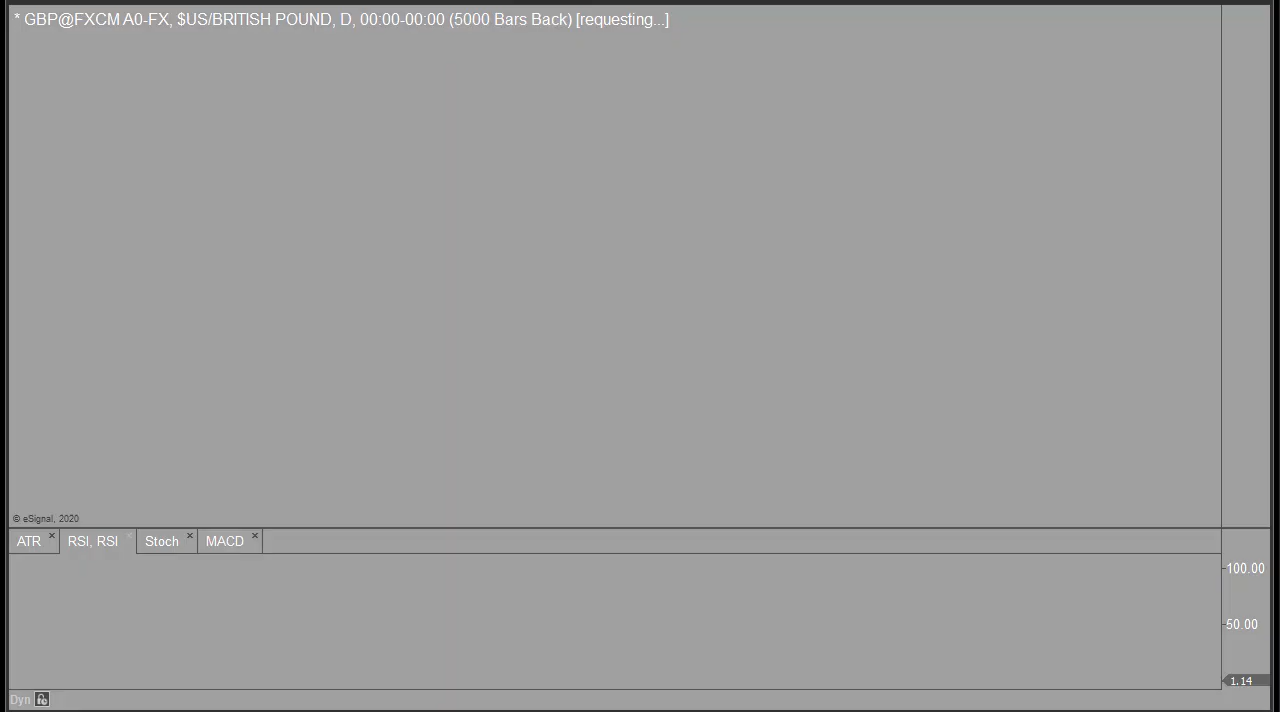 * GBP@FXCM A0-FX, $US/BRITISH POUND, D, 00:00-00:00 (5000 Bars Back) [requesting...]
© eSignal, 2020
ATR × RSI, RSI × Stoch × MACD ×
100.00
50.00
1.14
Dyn